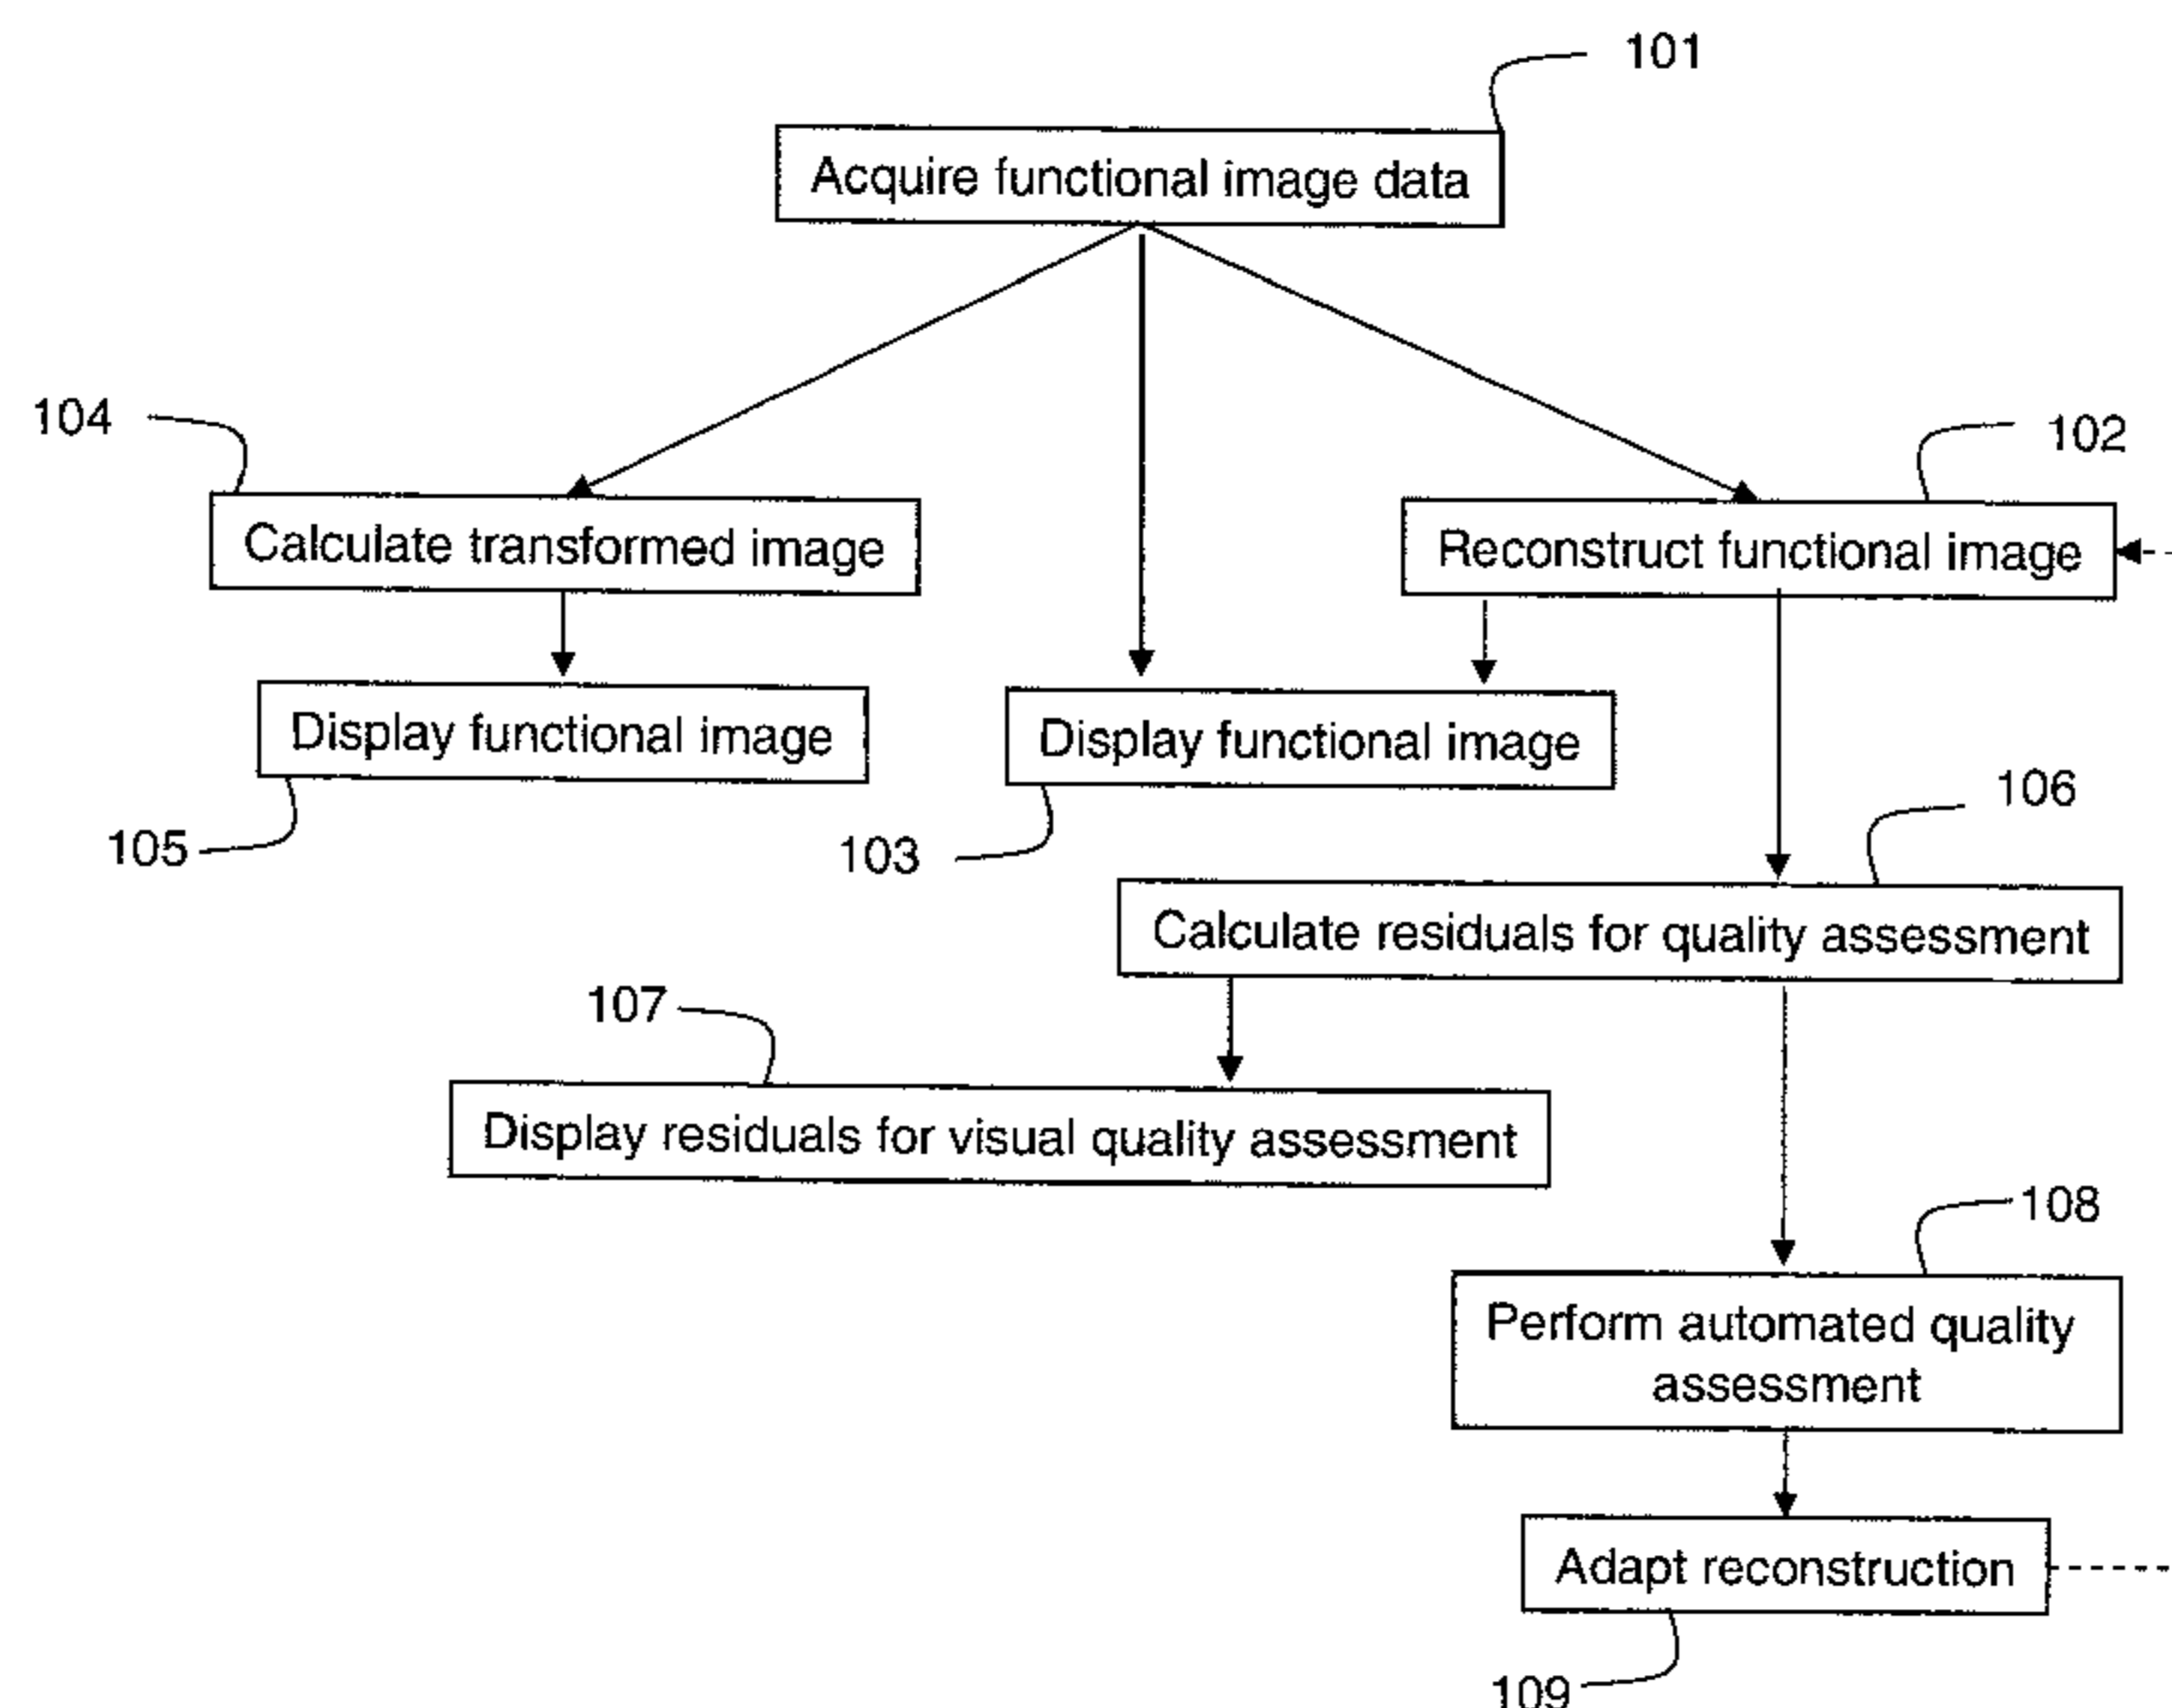 101
Acquire functional image data
104
102
Calculate transformed image
Reconstruct functional image
Display functional image
Display functional image
105
103
106
Calculate residuals for quality assessment
107
Display residuals for visual quality assessment
108
Perform automated quality
assessment
Adapt reconstruction
109